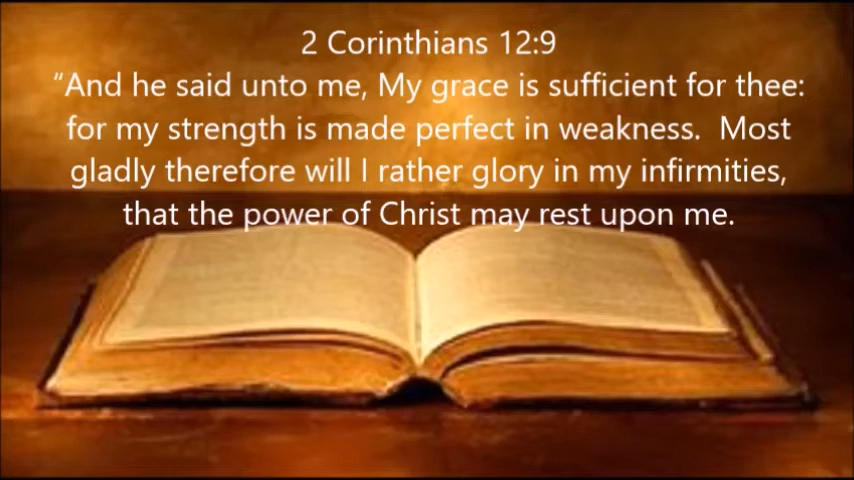 2 Corinthians 12:9
“And he said unto me, My grace is sufficient for thee:
for my strength is made perfect in weakness.  Most
gladly therefore will I rather glory in my infirmities,
that the power of Christ may rest upon me.